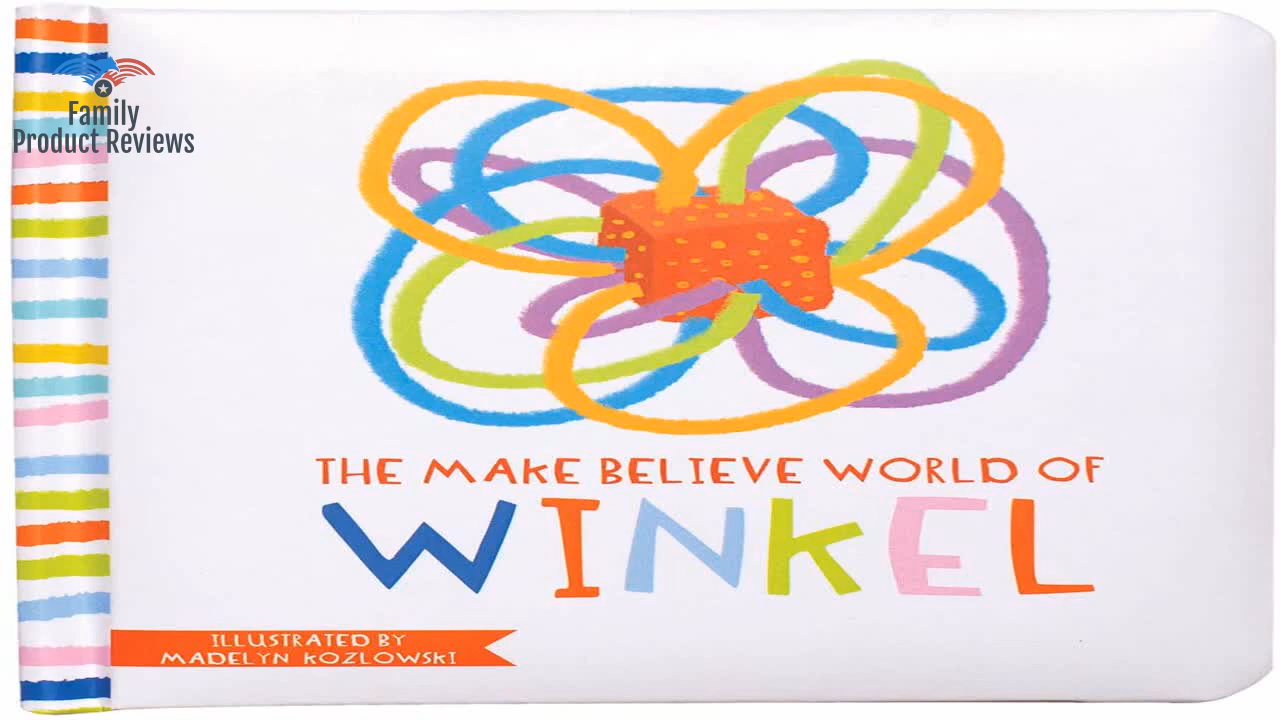 Family
Product Reviews
THE MAKE BELIEVE WORLD OF
WINKEL
ILLUSTRATED BY
MADELYN KOZLOWSKI